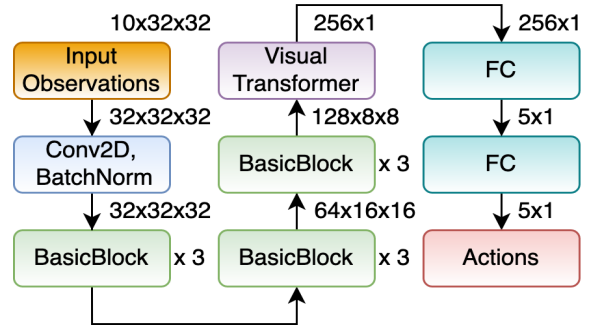 10x32x32
Input
Observations
32x32x32
Conv2D,
BatchNorm
32x32x32
BasicBlock x 3
256x1
Visual
Transformer
128x8x8
BasicBlock x 3
64x16x16
BasicBlock x 3
256x1
FC
5x1
FC
5x1
Actions